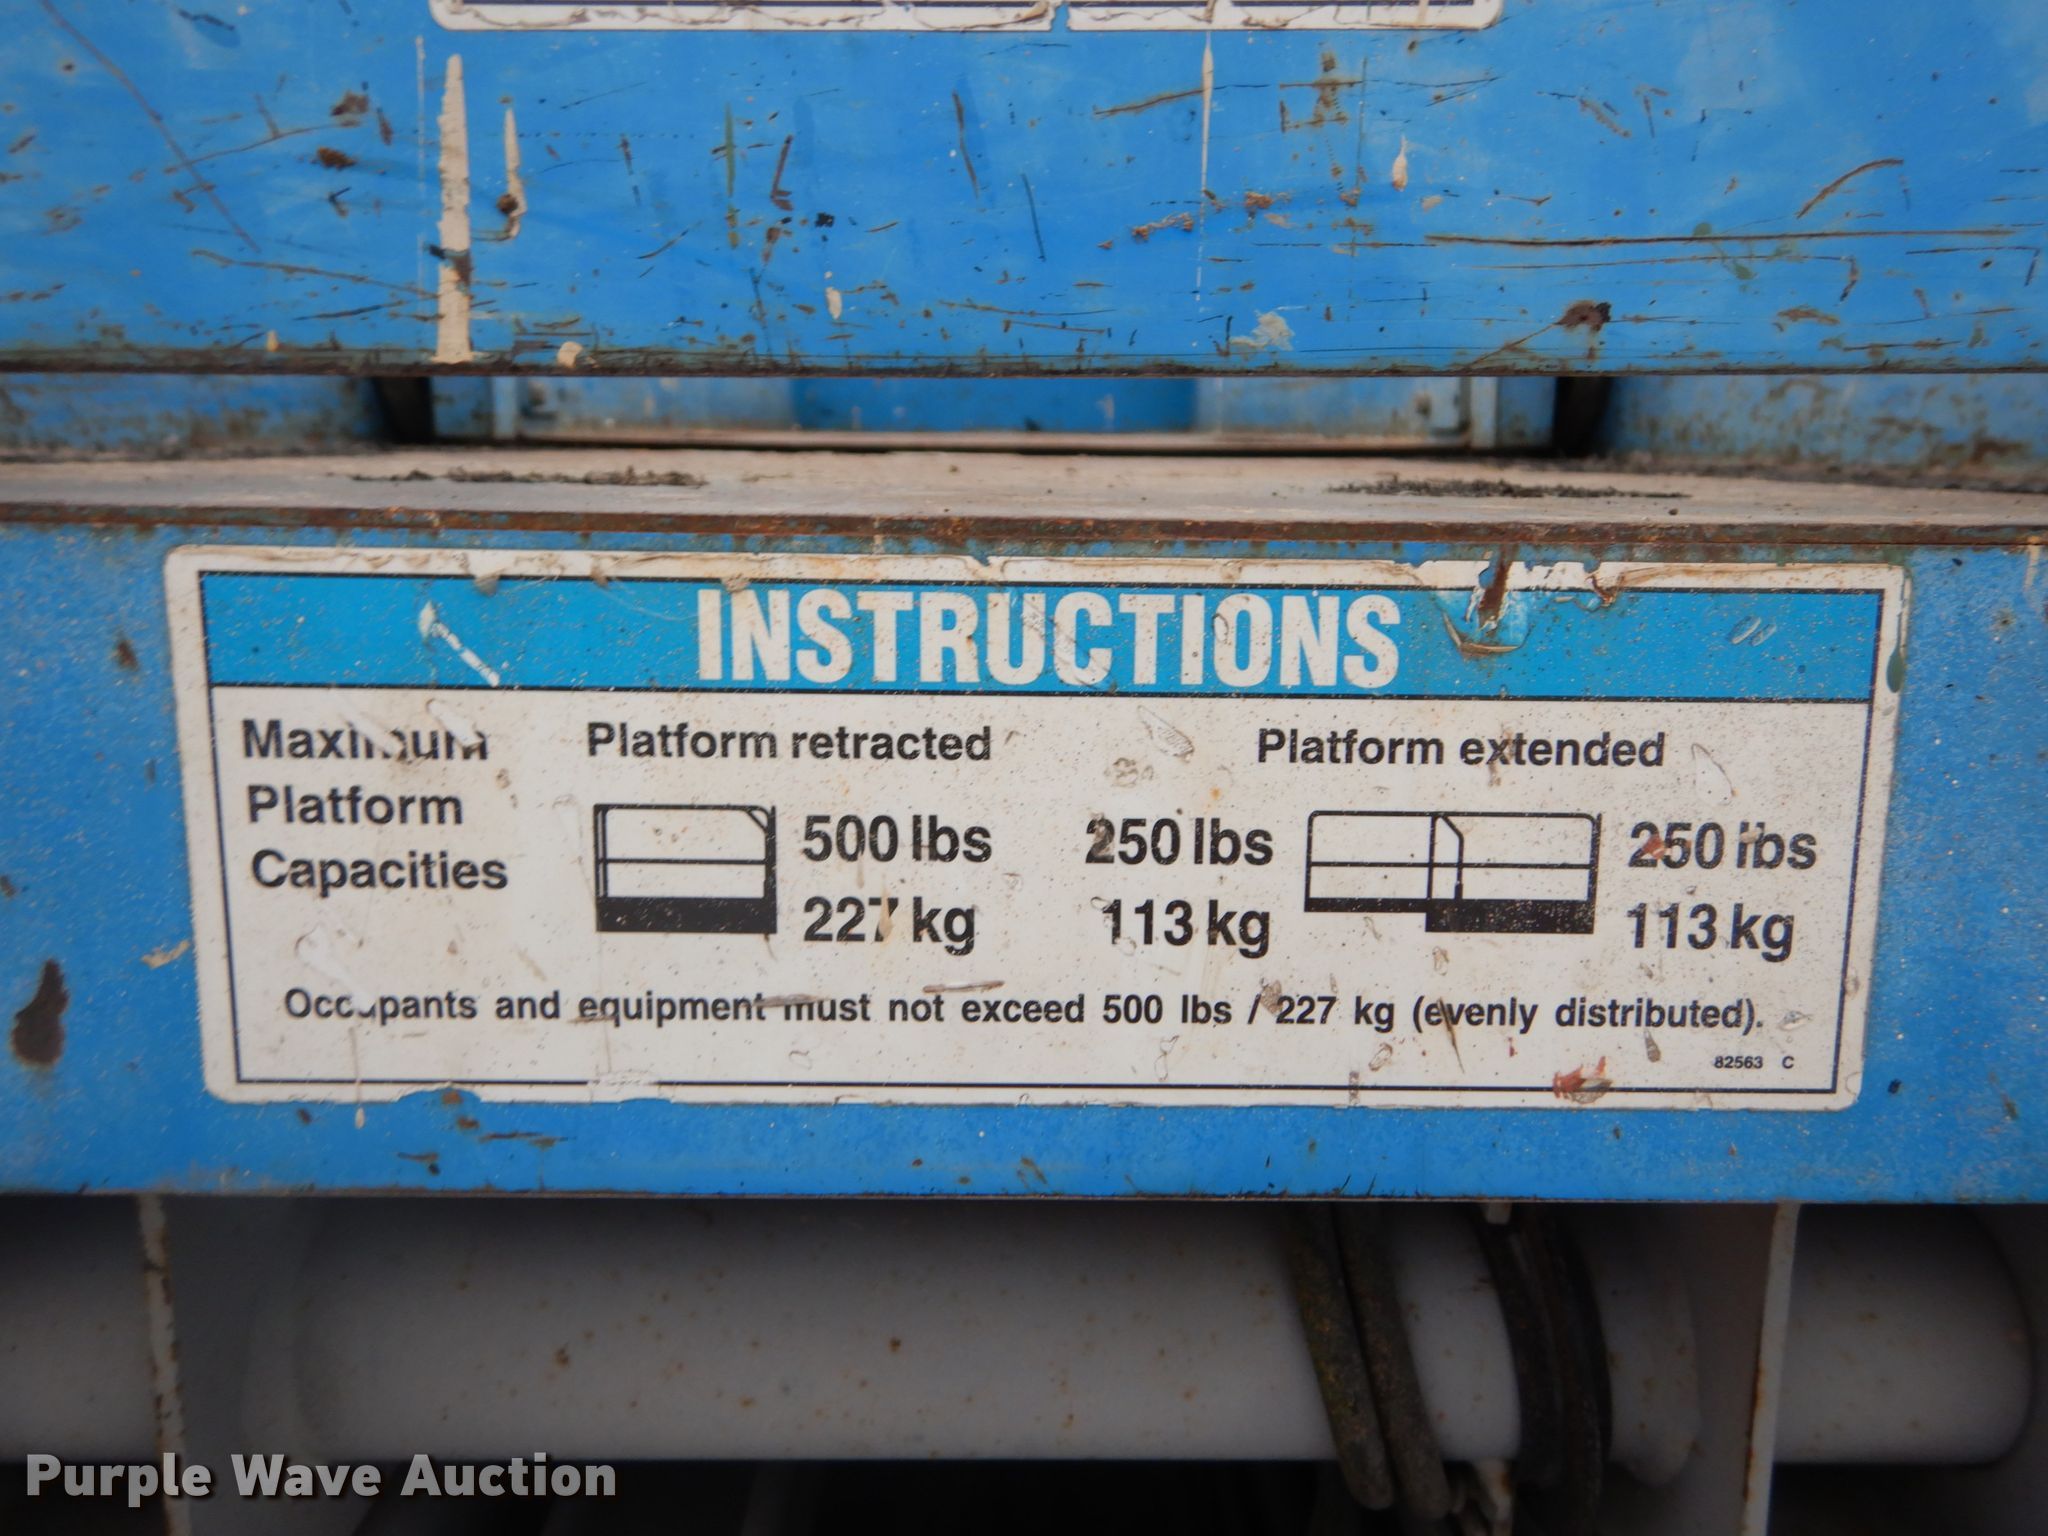 INSTRUCTIONS
Maximum Platform Capacities
Platform retracted
500 lbs
227 kg
Platform extended
250 lbs
113 kg
250 lbs
113 kg
Occupants and equipment must not exceed 500 lbs / 227 kg (evenly distributed).
82563 C
Purple Wave Auction